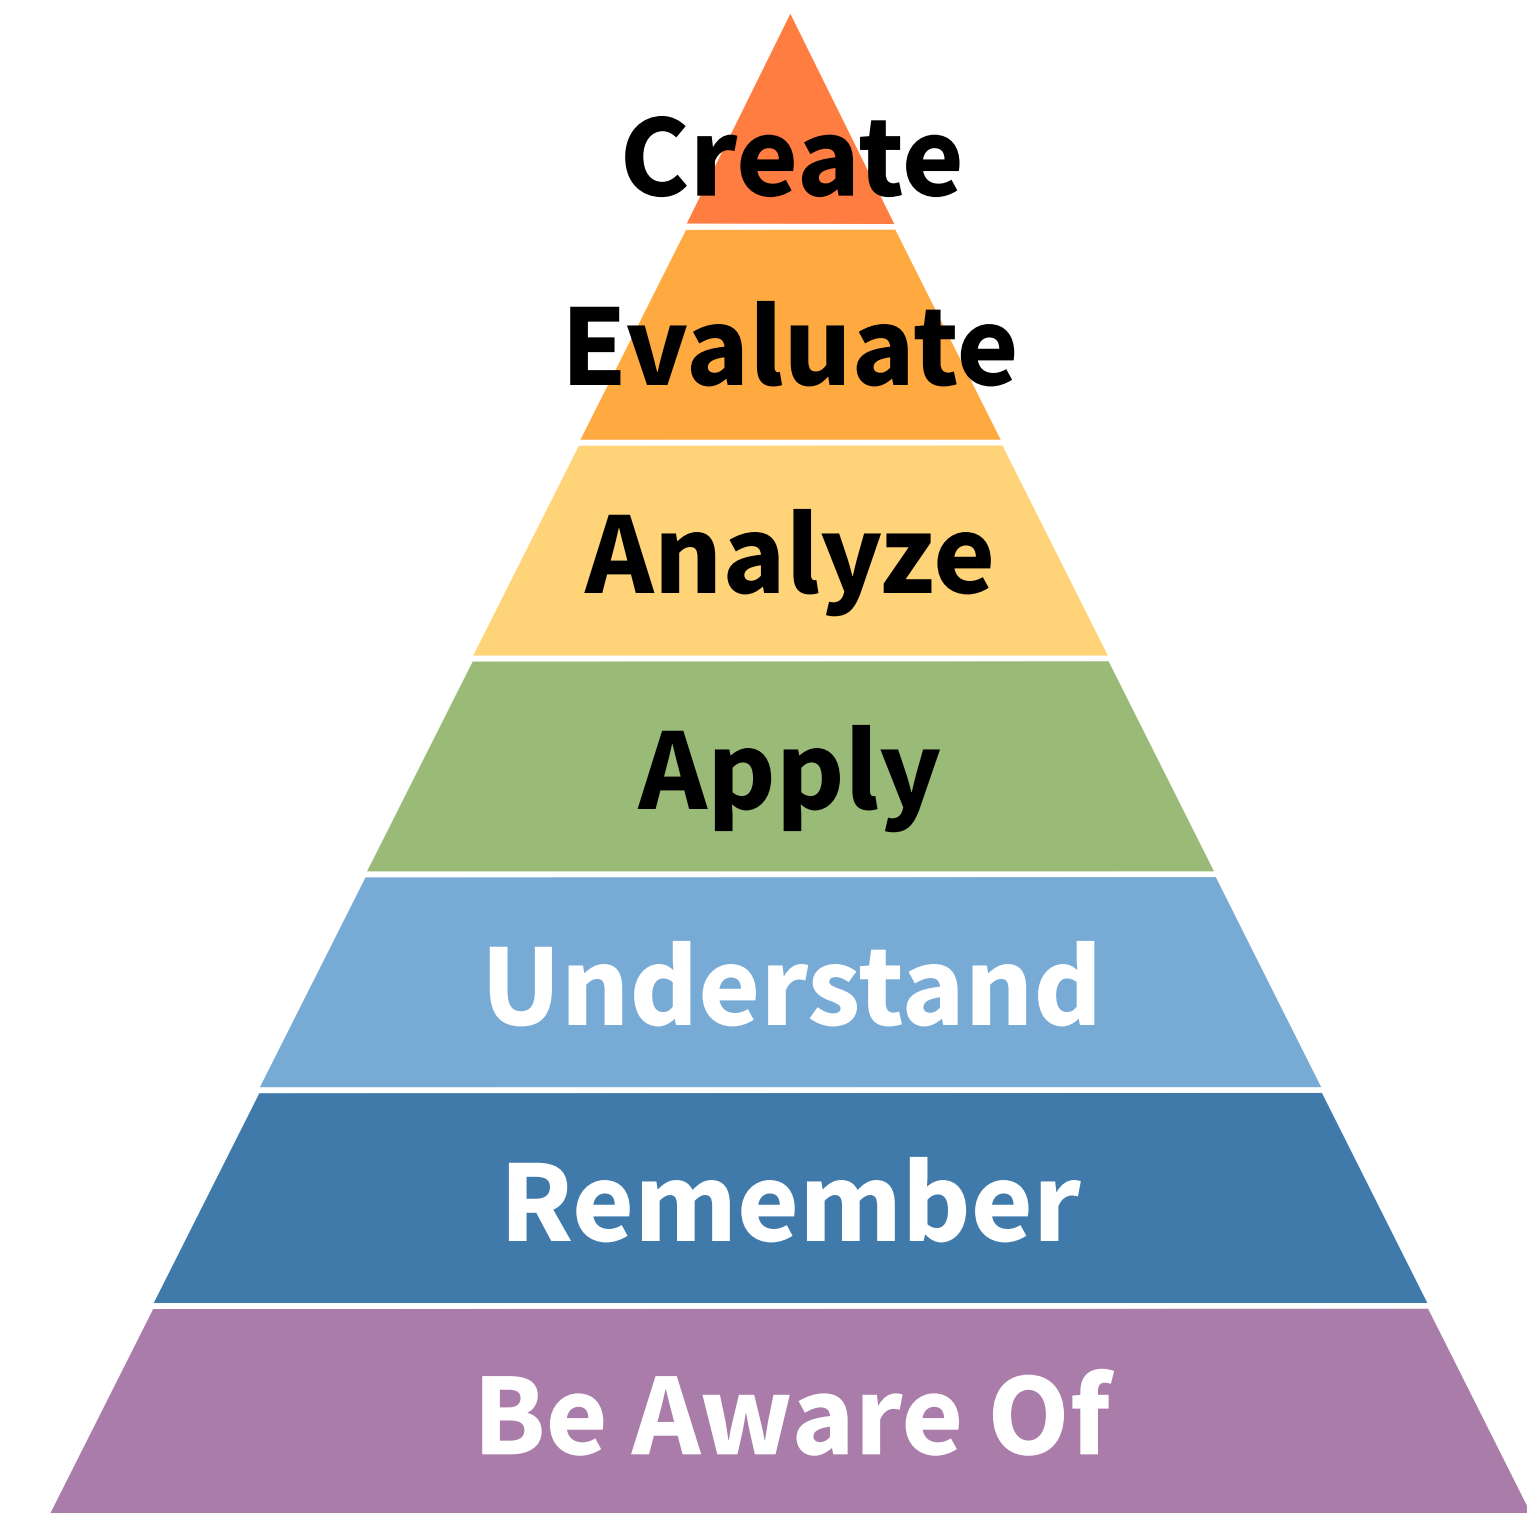 Create
Evaluate
Analyze
Apply
Understand
Remember
Be Aware Of